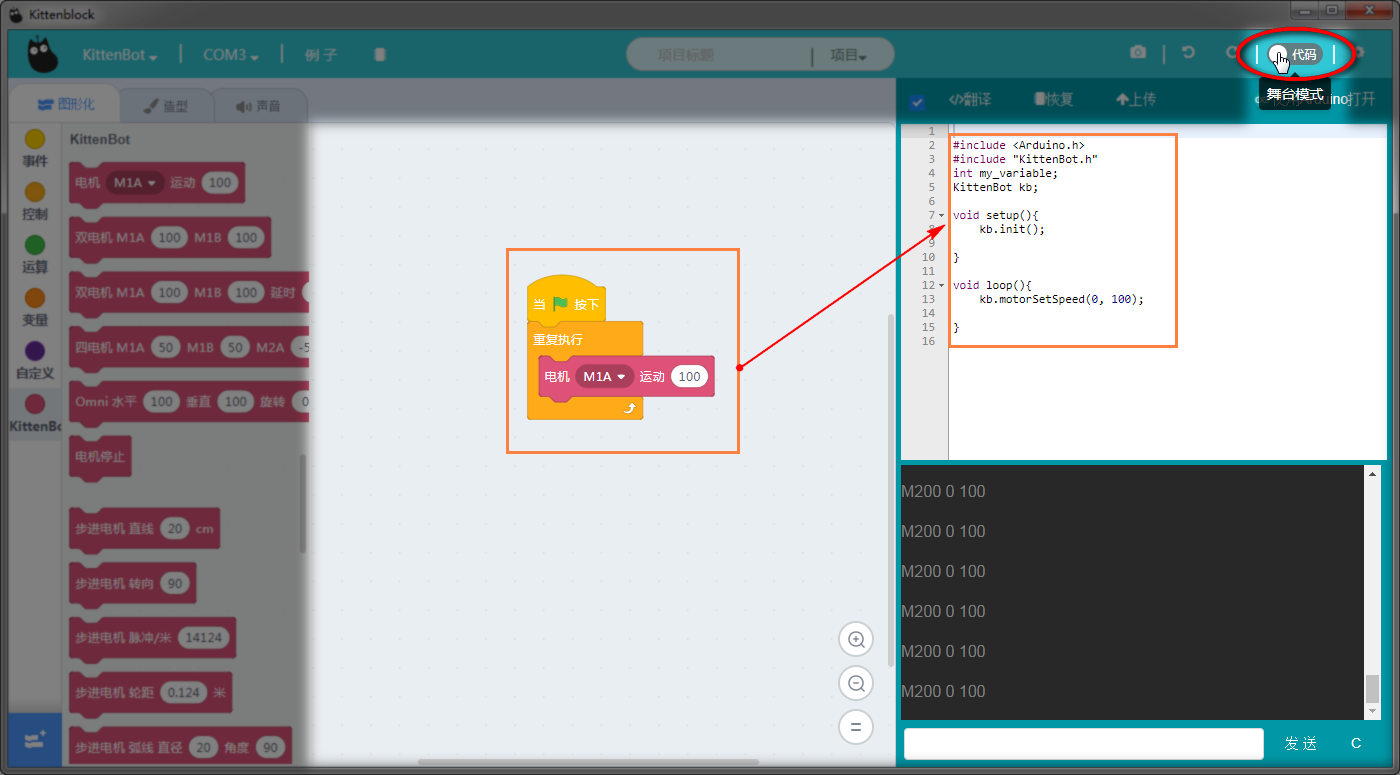 Kittenblock
KittenBot
COM3
例子
项目标题
项目
代码
舞台模式
图形化
造型
声音
翻译
恢复
上传
打开
事件
控制
运算
变量
自定义
KittenBo
KittenBot
电机 M1A 运动 100
双电机 M1A 100 M1B 100
双电机 M1A 100 M1B 100 延时
四电机 M1A 50 M1B 50 M2A -5
Omni 水平 100 垂直 100 旋转 0
电机停止
步进电机 直线 20 cm
步进电机 转向 90
步进电机 脉冲/米 14124
步进电机 轮距 0.124 米
步进电机 弧线 直径 20 角度 90
当 按下
重复执行
电机 M1A 运动 100
1
2 #include <Arduino.h>
3 #include "KittenBot.h"
4 int my_variable;
5 KittenBot kb;
6
7 void setup(){
8 kb.init();
9
10 }
11
12 void loop(){
13 kb.motorSetSpeed(0, 100);
14
15 }
16
M200 0 100
M200 0 100
M200 0 100
M200 0 100
M200 0 100
M200 0 100
发送 C